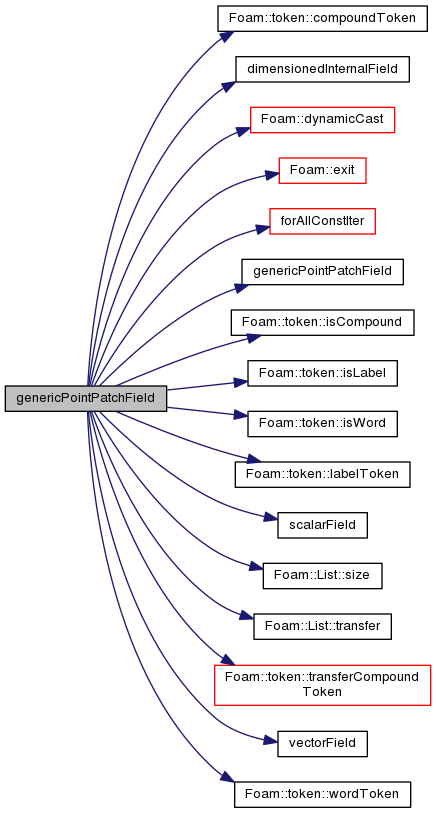 Foam::token::compoundToken
dimensionedInternalField
Foam::dynamicCast
Foam::exit
forAllConstIter
genericPointPatchField
Foam::token::isCompound
Foam::token::isLabel
genericPointPatchField
Foam::token::isWord
Foam::token::labelToken
scalarField
Foam::List::size
Foam::List::transfer
Foam::token::transferCompound
Token
vectorField
Foam::token::wordToken